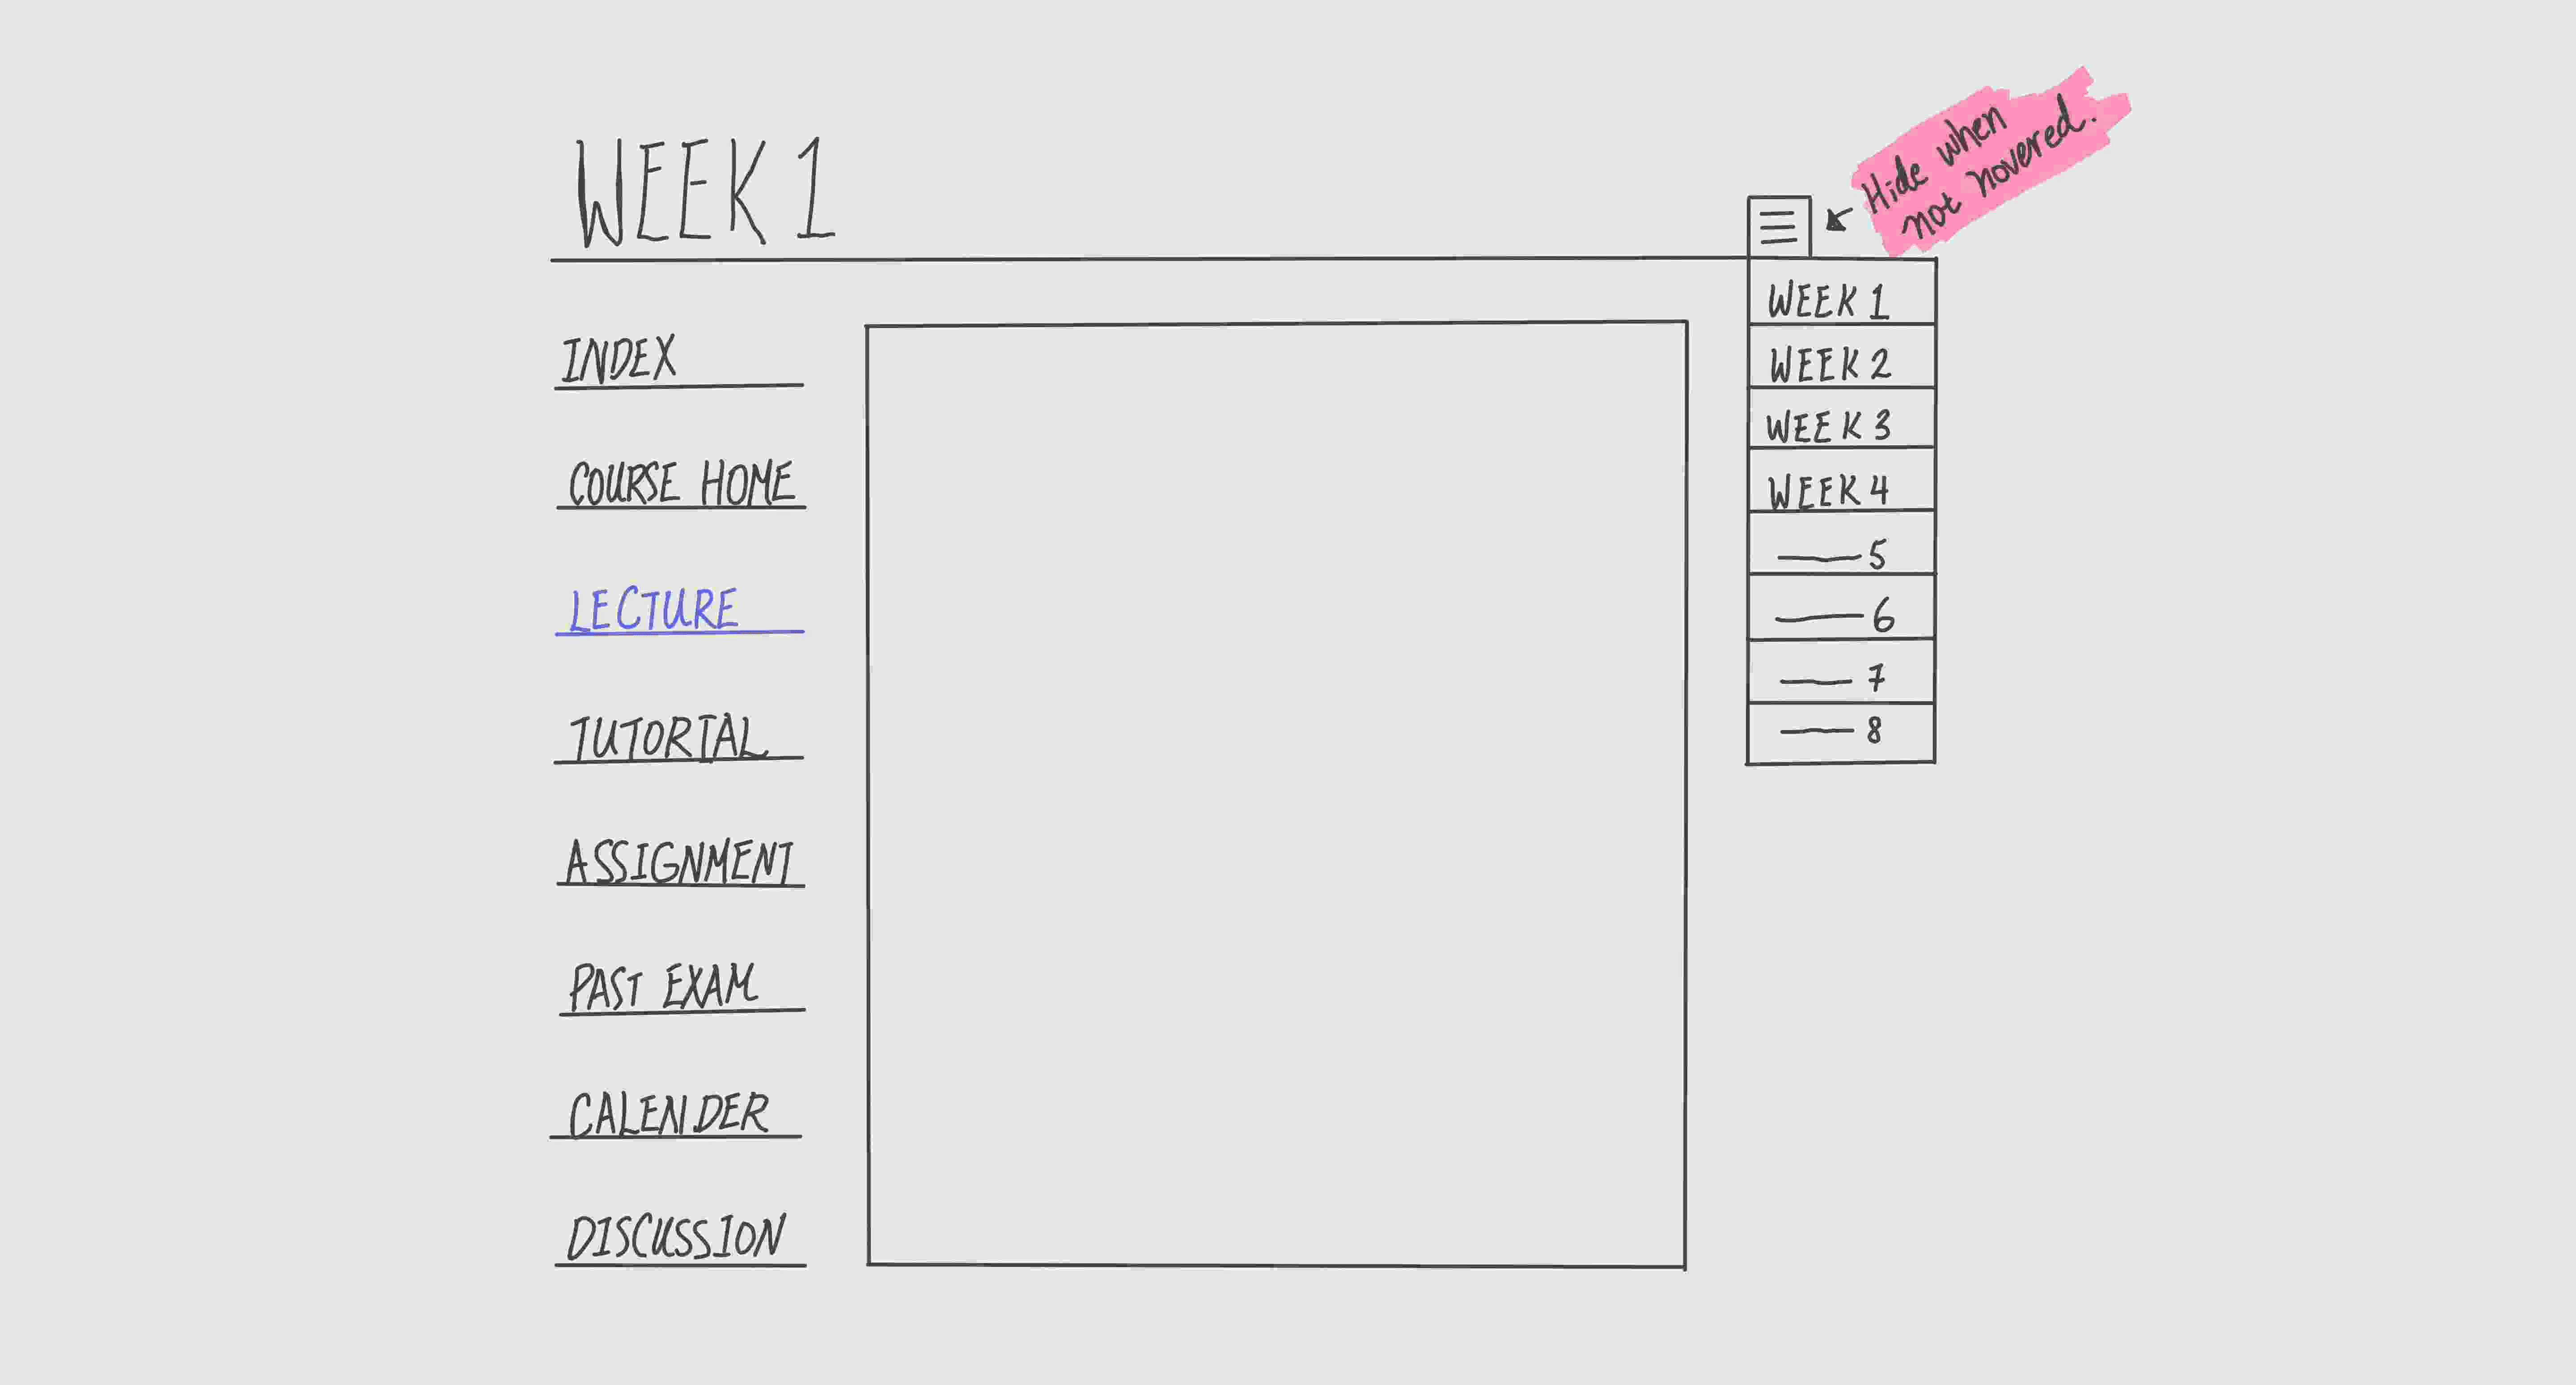 WEEK 1
Hide when
not hovered.
INDEX
COURSE HOME
LECTURE
TUTORIAL
ASSIGNMENT
PAST EXAM
CALENDER
DISCUSSION
WEEK 1
WEEK 2
WEEK 3
WEEK 4
5
6
7
8